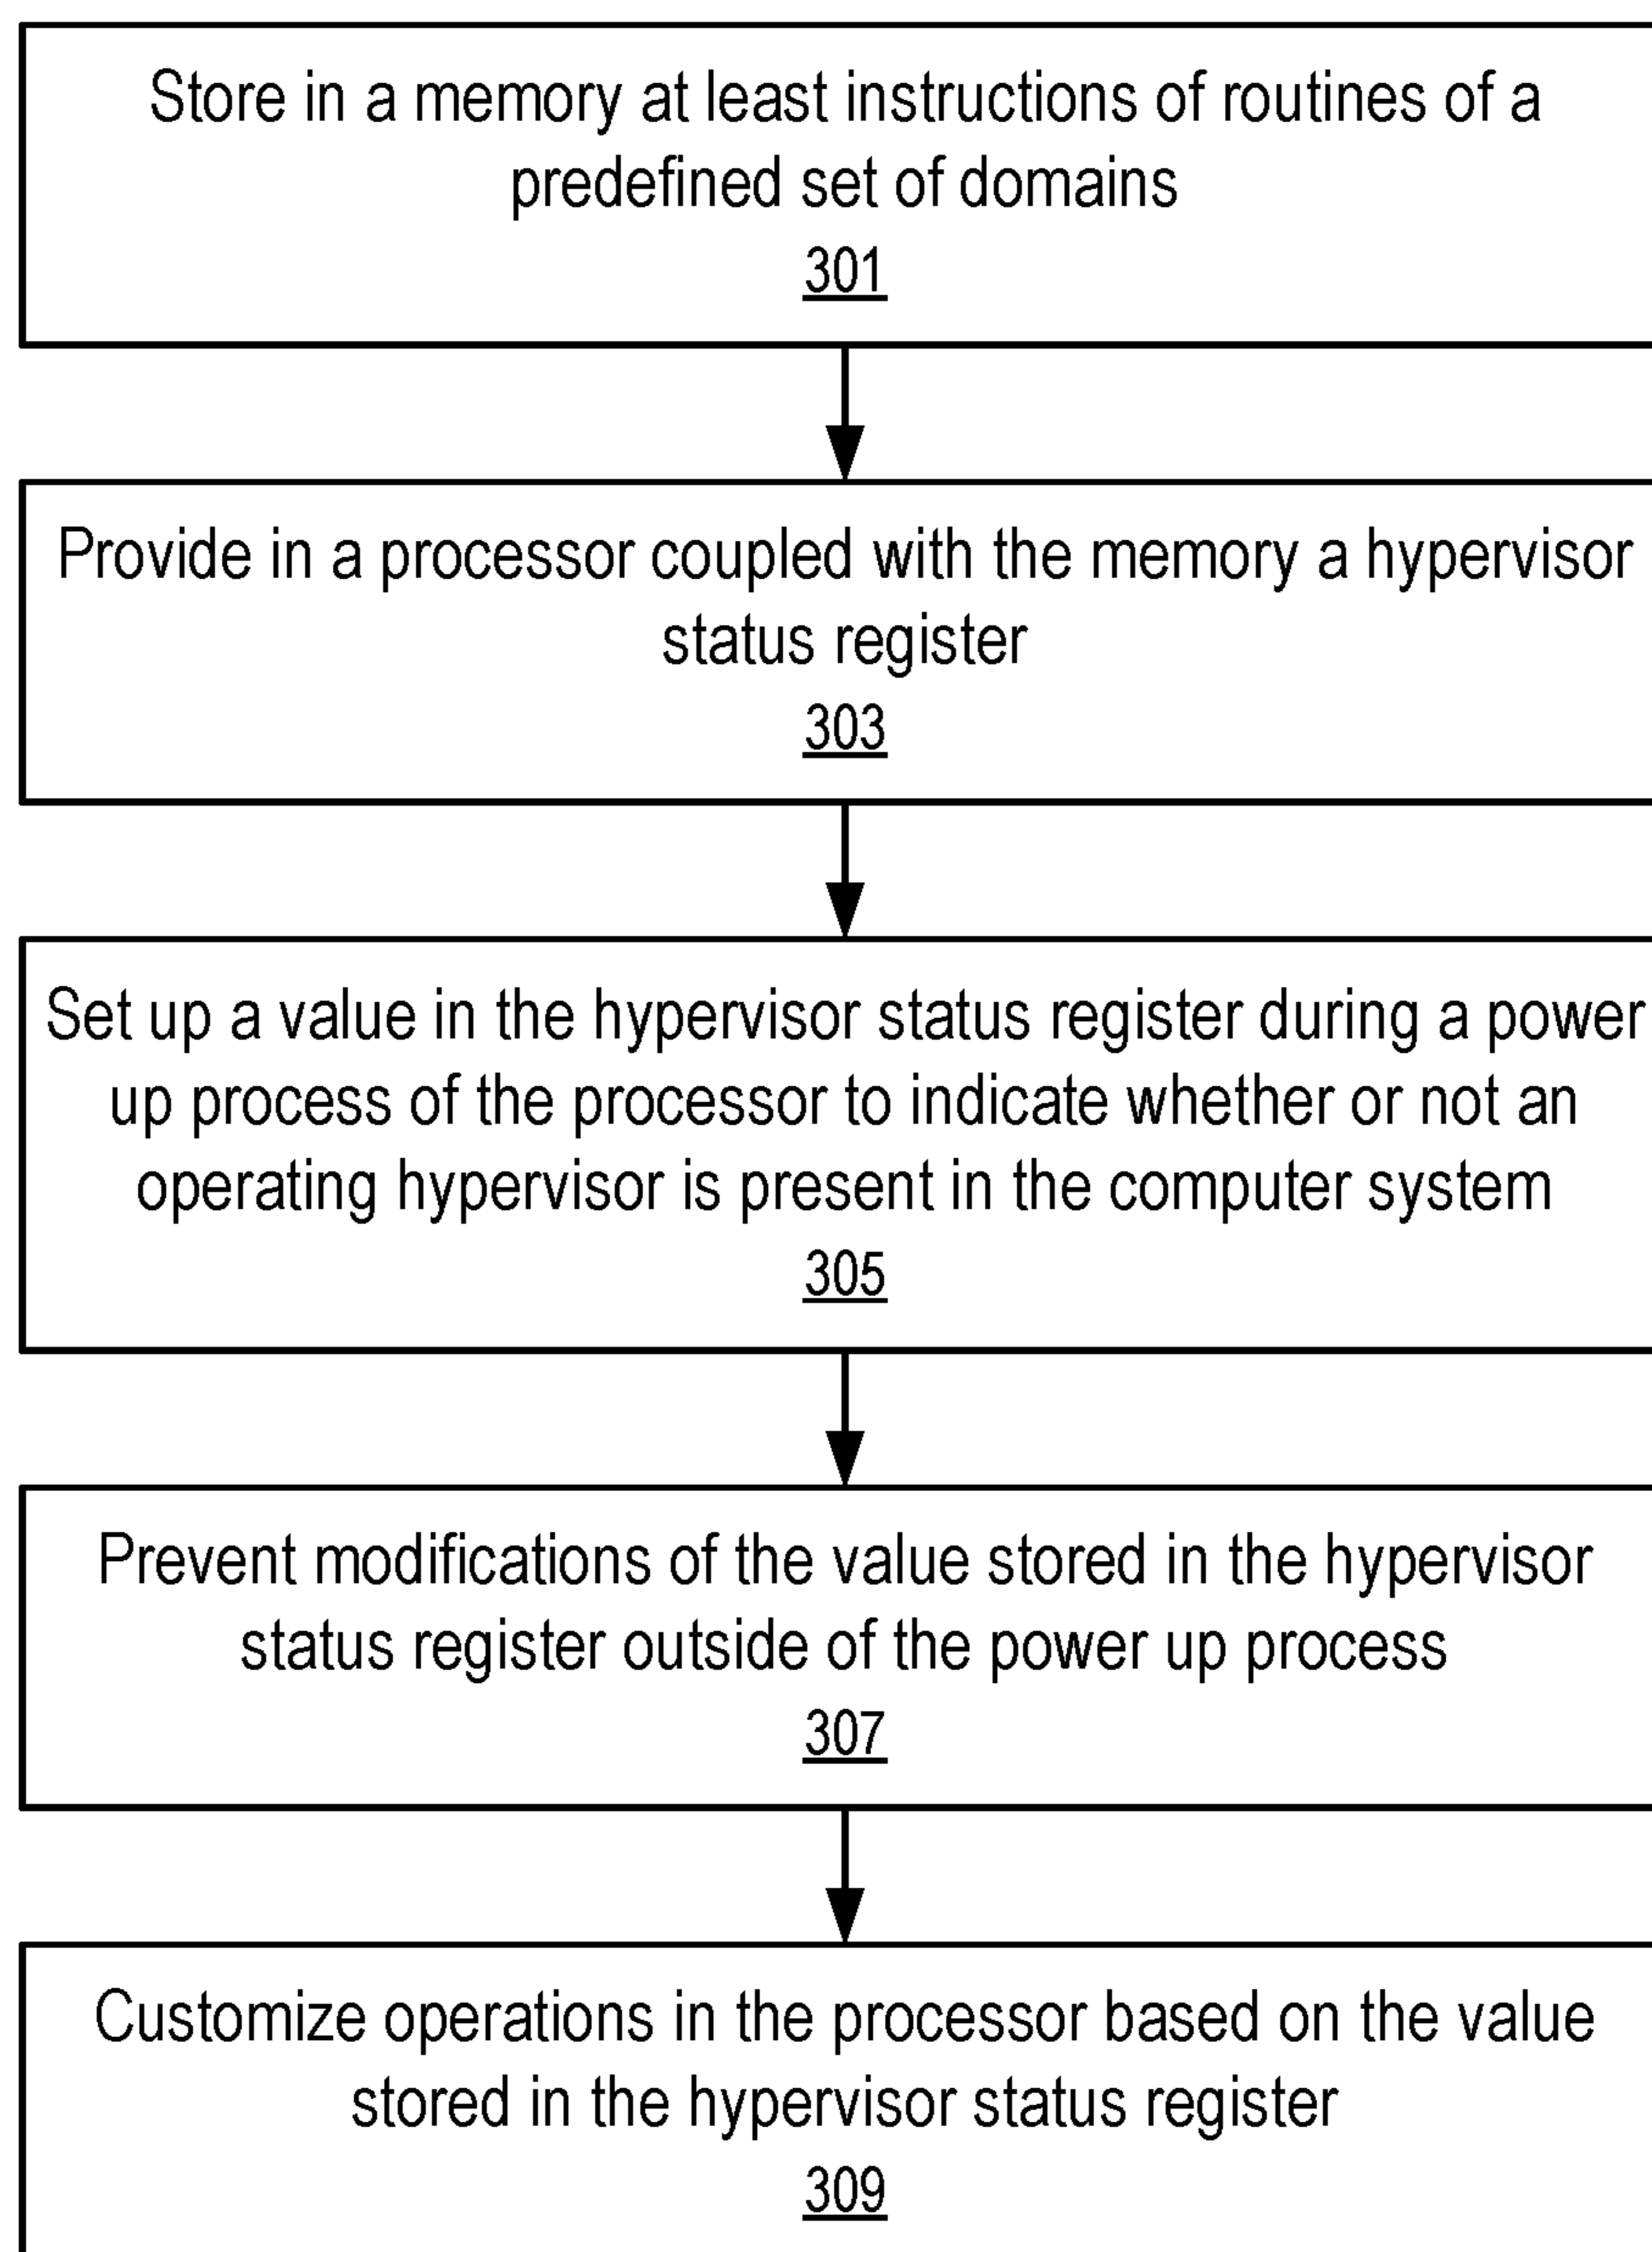 Store in a memory at least instructions of routines of a
predefined set of domains
301
Provide in a processor coupled with the memory a hypervisor
status register
303
Set up a value in the hypervisor status register during a power
up process of the processor to indicate whether or not an
operating hypervisor is present in the computer system
305
Prevent modifications of the value stored in the hypervisor
status register outside of the power up process
307
Customize operations in the processor based on the value
stored in the hypervisor status register
309